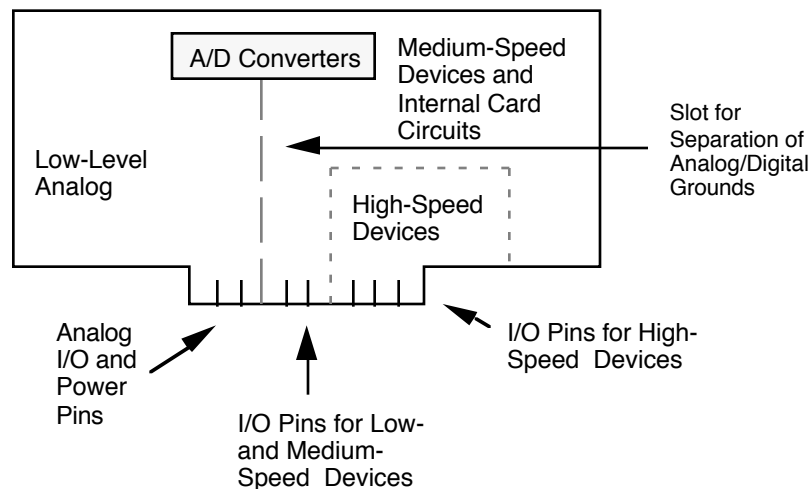 A/D Converters
Medium-Speed
Devices and
Internal Card
Circuits
Slot for
Separation of
Analog/Digital
Grounds
Low-Level
Analog
High-Speed
Devices
Analog
I/O and
Power
Pins
I/O Pins for High-
Speed Devices
I/O Pins for Low-
and Medium-
Speed Devices